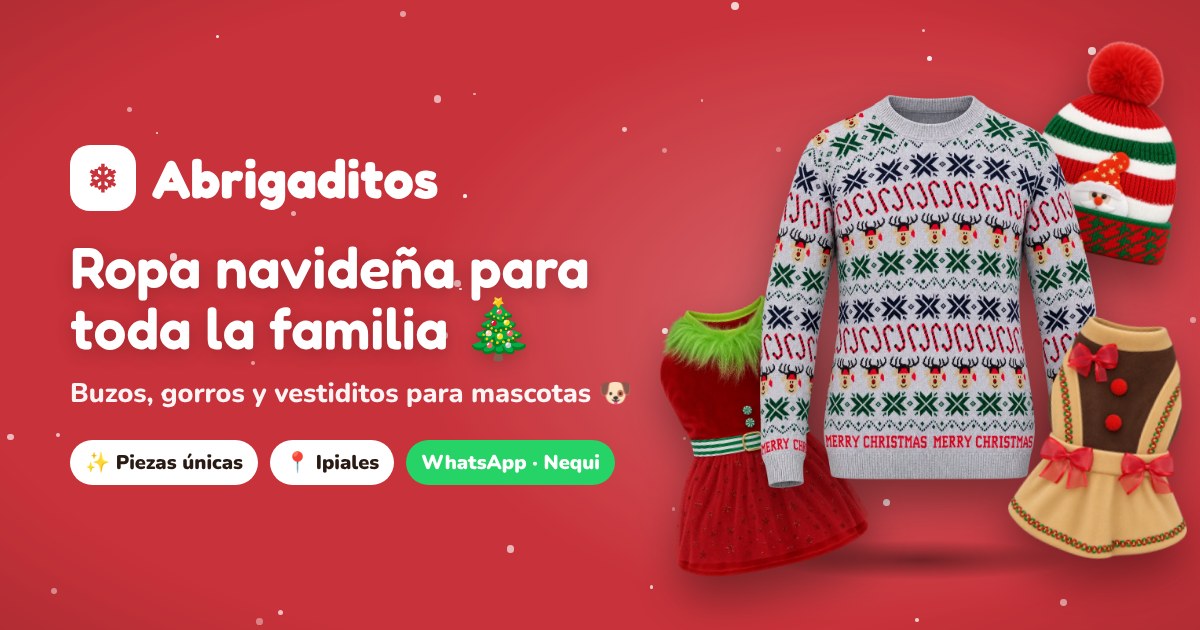 Abrigaditos
Ropa navideña para
toda la familia 🎄
Buzos, gorros y vestiditos para mascotas 🐶
✨ Piezas únicas
📍 Ipiales
WhatsApp · Nequi
MERRY CHRISTMAS MERRY CHRISTMAS